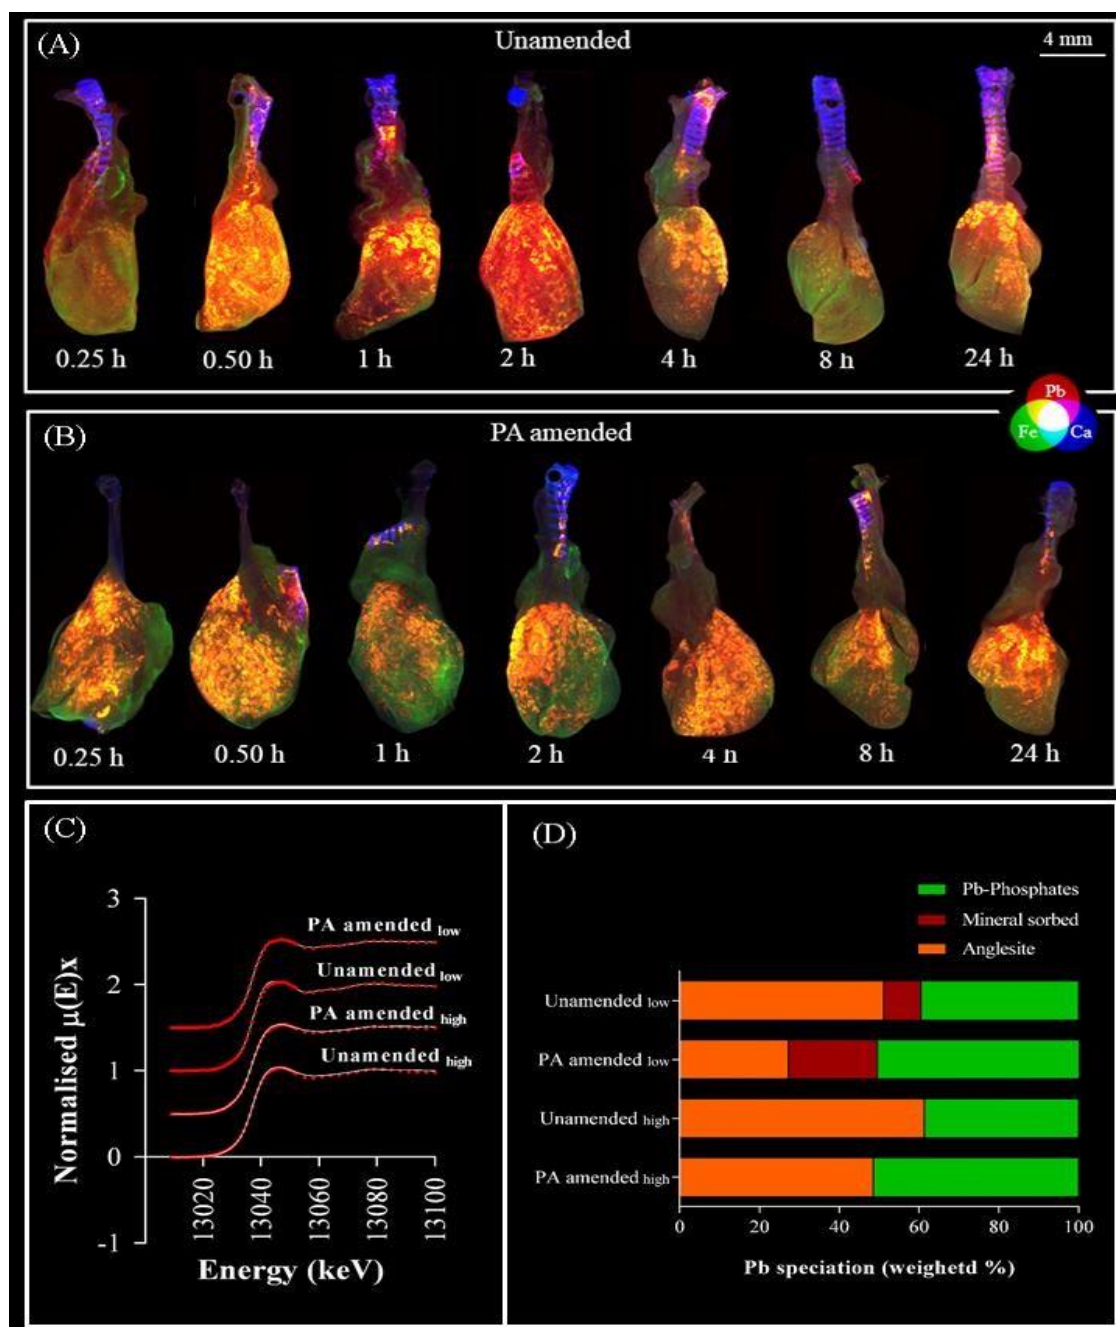 (A)
Unamended
4 mm
0.25 h
0.50 h
1 h
2 h
4 h
8 h
24 h
Pb
Fe
Ca
(B)
PA amended
0.25 h
0.50 h
1 h
2 h
4 h
8 h
24 h
(C)
3
2
1
0
-1
Normalised μ(E)x
PA amended low
Unamended low
PA amended high
Unamended high
13020
13040
13060
13080
13100
Energy (keV)
(D)
Pb-Phosphates
Mineral sorbed
Anglesite
Unamended low
PA amended low
Unamended high
PA amended high
0 20 40 60 80 100
Pb speciation (weighetd %)